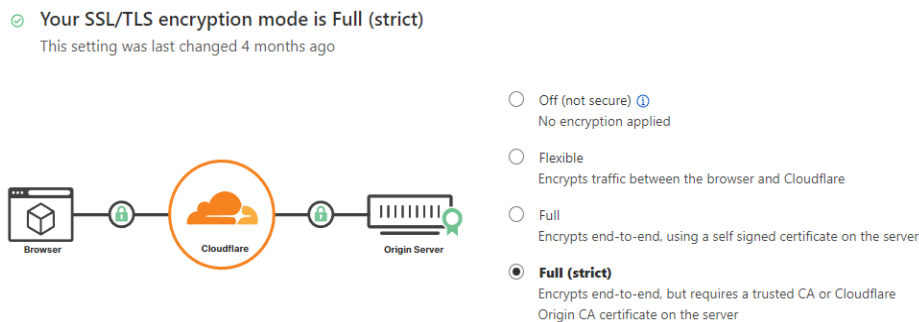 Your SSL/TLS encryption mode is Full (strict)
This setting was last changed 4 months ago
Browser
Cloudflare
Origin Server
Off (not secure)
No encryption applied
Flexible
Encrypts traffic between the browser and Cloudflare
Full
Encrypts end-to-end, using a self signed certificate on the server
Full (strict)
Encrypts end-to-end, but requires a trusted CA or Cloudflare
Origin CA certificate on the server